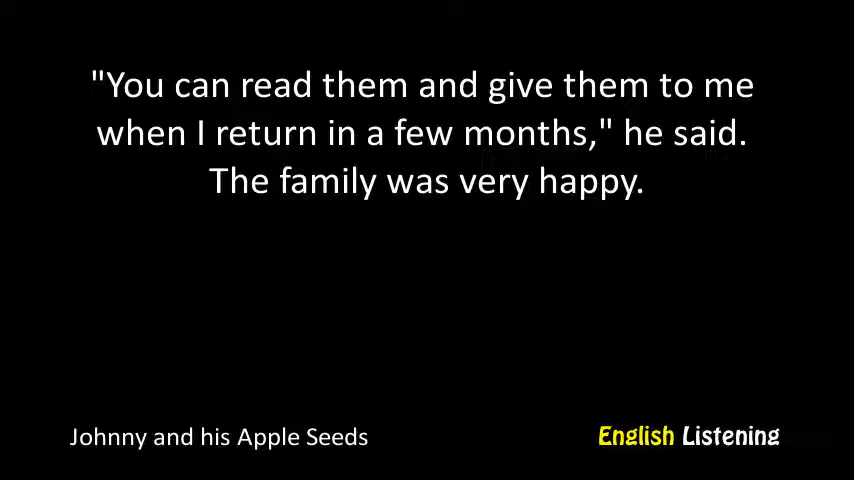 "You can read them and give them to me
when I return in a few months," he said.
The family was very happy.
Johnny and his Apple Seeds
English Listening